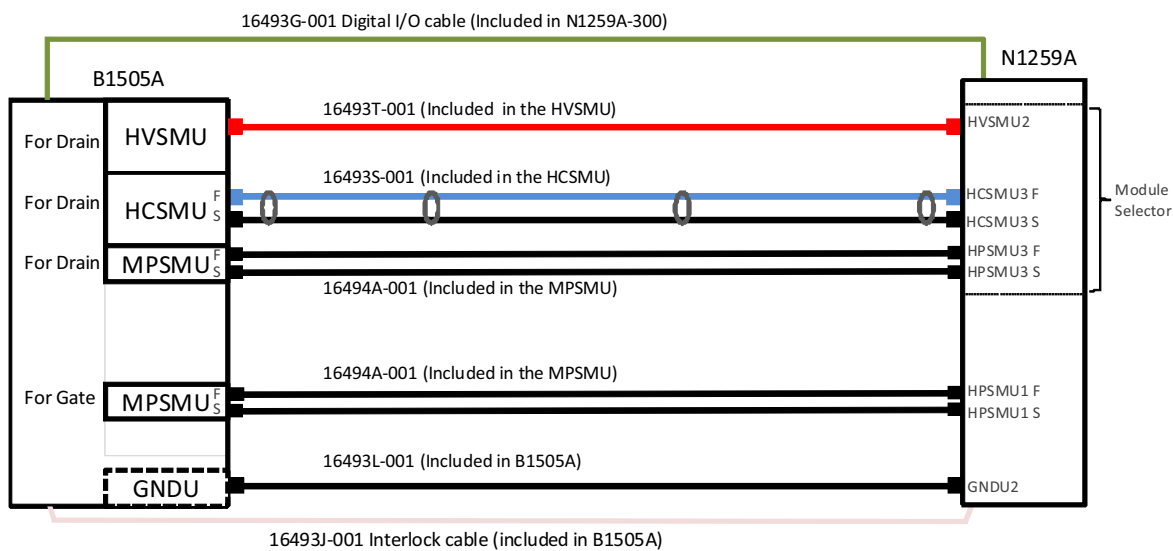 16493G-001 Digital I/O cable (Included in N1259A-300)
N1259A
B1505A
16493T-001 (Included in the HVSMU)
For Drain
HVSMU
HVSMU2
16493S-001 (Included in the HCSMU)
For Drain
HCSMU
F
S
HCSMU3 F
HCSMU3 S
Module
Selector
For Drain
MPSMU
F
S
HPSMU3 F
HPSMU3 S
16494A-001 (Included in the MPSMU)
16494A-001 (Included in the MPSMU)
For Gate
MPSMU
F
S
HPSMU1 F
HPSMU1 S
16493L-001 (Included in B1505A)
GNDU
GNDU2
16493J-001 Interlock cable (included in B1505A)